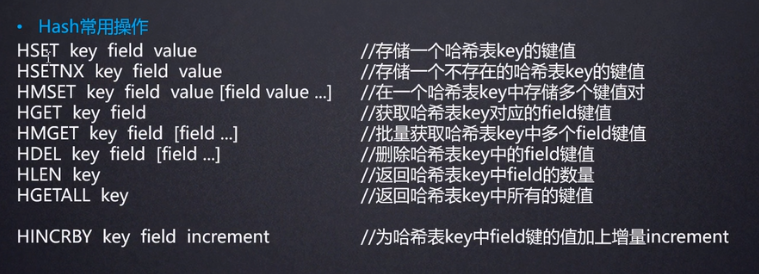 • Hash常用操作
HSET key field value //存储一个哈希表key的键值
HSETNX key field value //存储一个不存在的哈希表key的键值
HMSET key field value [field value ...] //在一个哈希表key中存储多个键值对
HGET key field //获取哈希表key对应的field键值
HMGET key field [field ...] //批量获取哈希表key中多个field键值
HDEL key field [field ...] //删除哈希表key中的field键值
HLEN key //返回哈希表key中field的数量
HGETALL key //返回哈希表key中所有的键值
HINCRBY key field increment //为哈希表key中field键的值加上增量increment